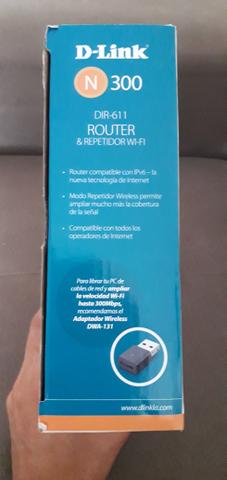 D-Link
N 300
DIR-611
ROUTER
& REPETIDOR WI-FI
• Router compatible con IPv6 – la
nueva tecnología de Internet
• Modo Repetidor Wireless permite
ampliar mucho más la cobertura
de la señal
• Compatible con todos los
operadores de Internet
Para librar tu PC de
cables de red y ampliar
la velocidad Wi-Fi
hasta 300Mbps,
recomendamos el
Adaptador Wireless
DWA-131
www.dlinkla.com